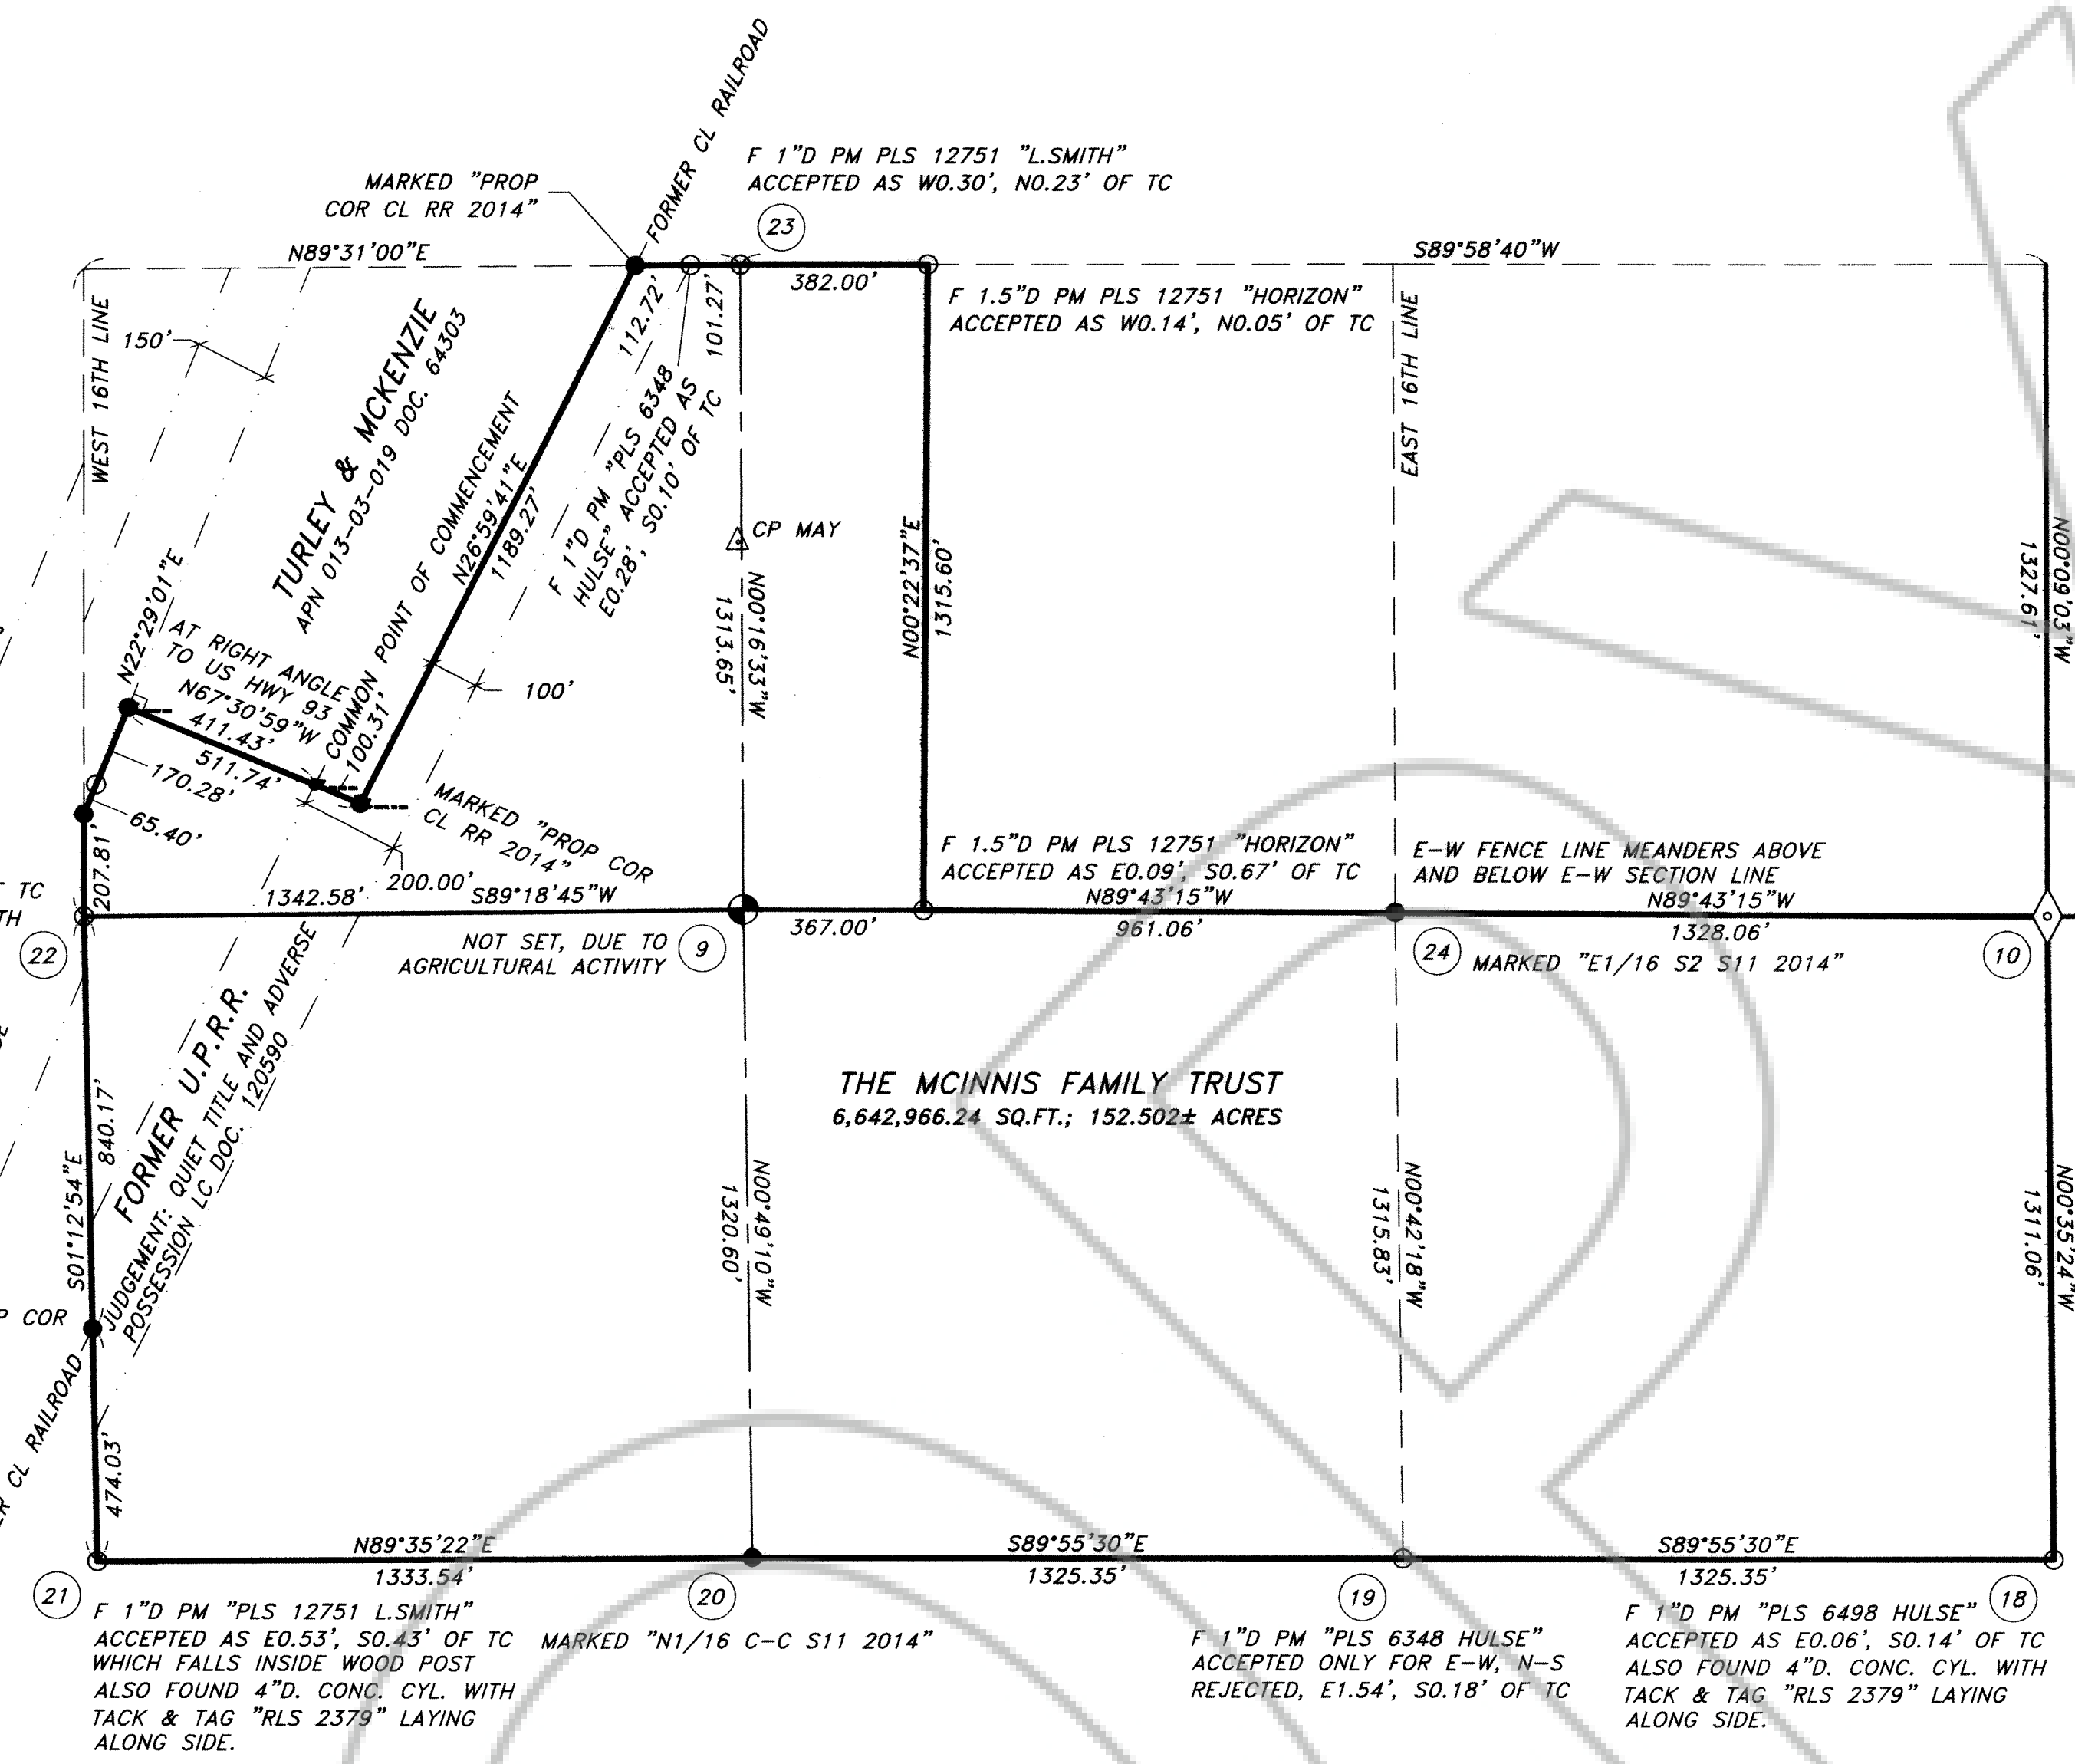 FORMER CL RAILROAD
F 1"D PM PLS 12751 "L.SMITH"
ACCEPTED AS W0.30', N0.23' OF TC
MARKED "PROP
COR CL RR 2014"
23
N89°31'00"E
S89°58'40"W
382.00'
F 1.5"D PM PLS 12751 "HORIZON"
ACCEPTED AS W0.14', N0.05' OF TC
WEST 16TH LINE
150'
TURLEY & MCKENZIE
APN 013-03-019 DOC. 64303
112.72'
101.27'
EAST 16TH LINE
F 1"D PM "PLS 6348
HULSE" ACCEPTED AS
E0.28', S0.10' OF TC
COMMON POINT OF COMMENCEMENT
N26°59'41"E
1189.27'
CP MAY
N00°16'33"W
1313.65'
N00°22'37"E
1315.60'
N00°09'03"W
1327.61'
N22°29'01"E
AT RIGHT ANGLE
TO US HWY 93
N67°30'59"W
411.43'
511.74'
100.31'
100'
170.28'
65.40'
207.81'
MARKED "PROP COR
CL RR 2014"
200.00'
F 1.5"D PM PLS 12751 "HORIZON"
ACCEPTED AS E0.09', S0.67' OF TC
E-W FENCE LINE MEANDERS ABOVE
AND BELOW E-W SECTION LINE
T TC
TH
1342.58'
S89°18'45"W
N89°43'15"W
N89°43'15"W
367.00'
961.06'
1328.06'
22
NOT SET, DUE TO
AGRICULTURAL ACTIVITY
9
24
MARKED "E1/16 S2 S11 2014"
10
FORMER U.P.R.R.
JUDGEMENT: QUIET TITLE AND ADVERSE
POSSESSION LC DOC. 120590
THE MCINNIS FAMILY TRUST
6,642,966.24 SQ.FT.; 152.502± ACRES
840.17'
S01°12'54"E
N00°49'10"W
1320.60'
N00°42'18"W
1315.83'
N00°35'24"W
1311.06'
P COR
ER CL RAILROAD
474.03'
N89°35'22"E
1333.54'
S89°55'30"E
1325.35'
S89°55'30"E
1325.35'
21
20
19
18
F 1"D PM "PLS 12751 L.SMITH"
ACCEPTED AS E0.53', S0.43' OF TC
WHICH FALLS INSIDE WOOD POST
ALSO FOUND 4"D. CONC. CYL. WITH
TACK & TAG "RLS 2379" LAYING
ALONG SIDE.
MARKED "N1/16 C-C S11 2014"
F 1"D PM "PLS 6348 HULSE"
ACCEPTED ONLY FOR E-W, N-S
REJECTED, E1.54', S0.18' OF TC
F 1"D PM "PLS 6498 HULSE"
ACCEPTED AS E0.06', S0.14' OF TC
ALSO FOUND 4"D. CONC. CYL. WITH
TACK & TAG "RLS 2379" LAYING
ALONG SIDE.